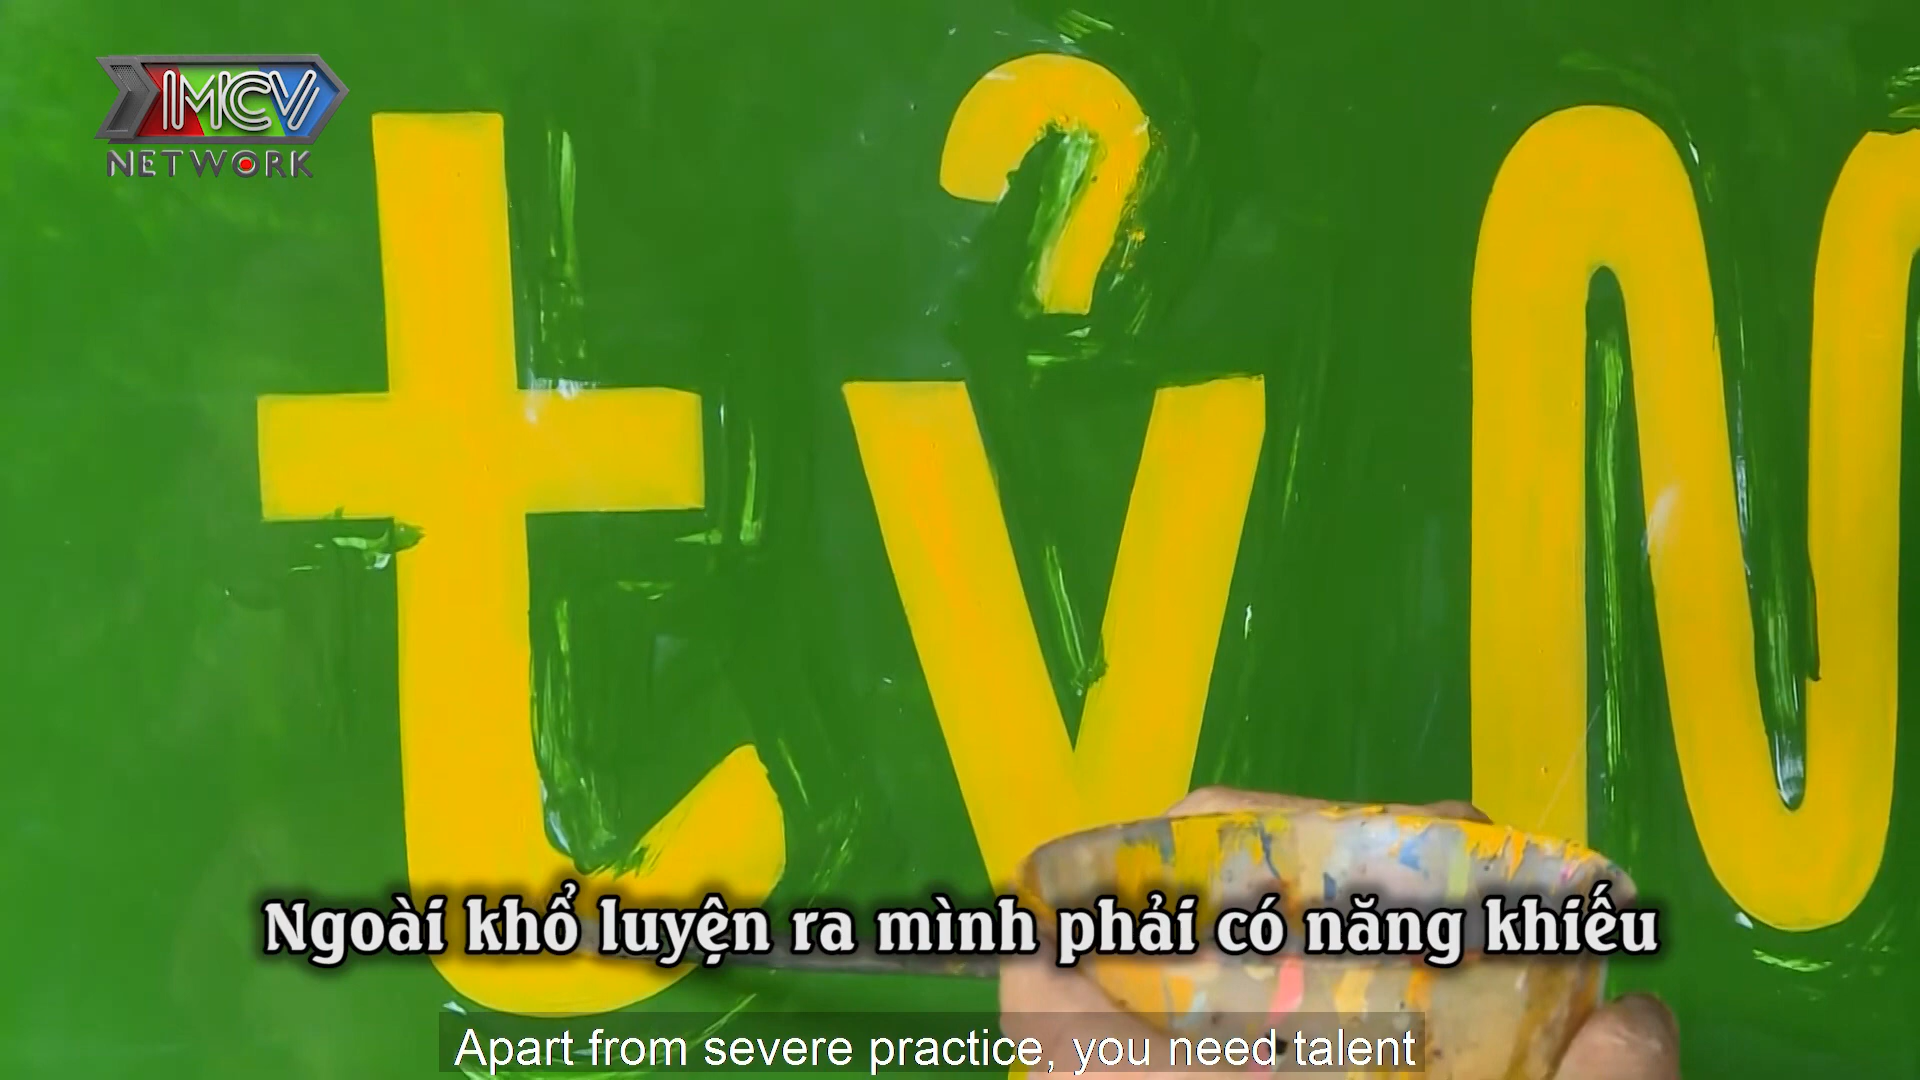 MCV
NETWORK
tỷ N
Ngoài khổ luyện ra mình phải có năng khiếu
Apart from severe practice, you need talent